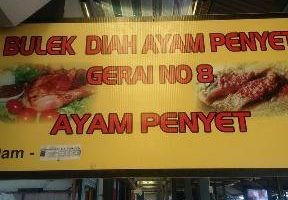 BULEK DIAH AYAM PENYET
GERAI NO 8
AYAM PENYET